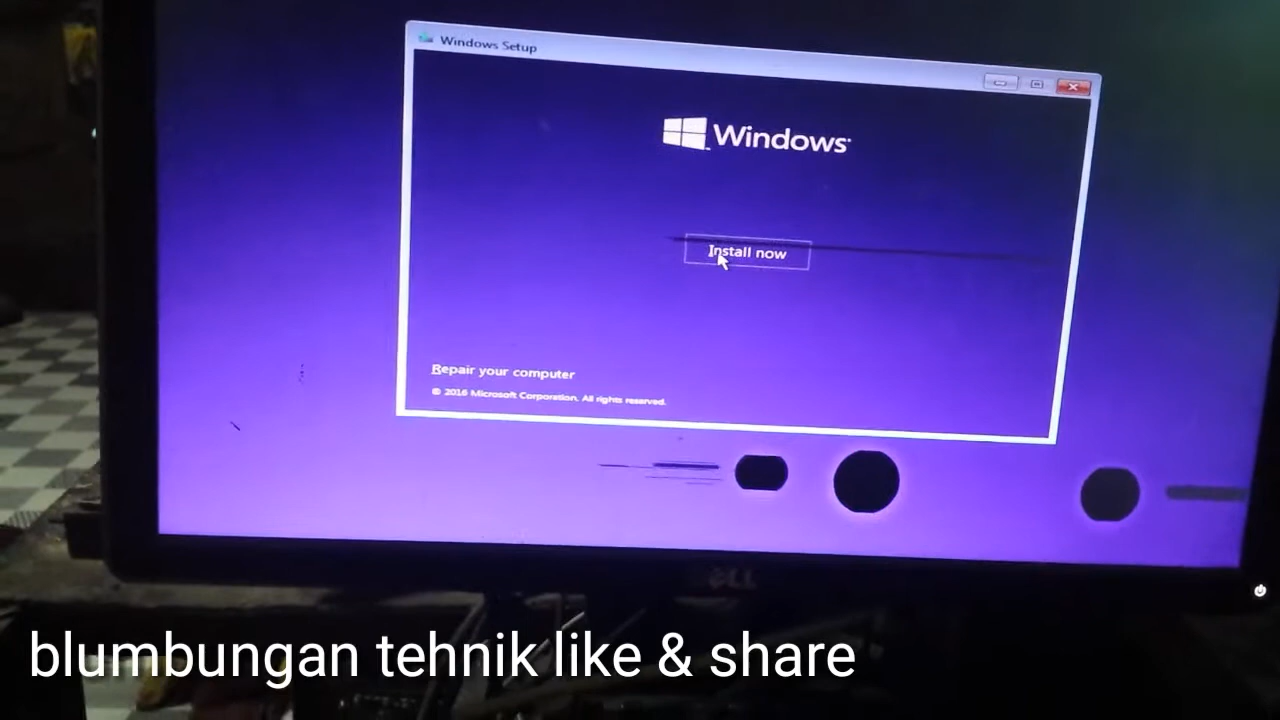 Windows Setup
Windows
Install now
Repair your computer
© 2016 Microsoft Corporation. All rights reserved.
DELL
blumbungan tehnik like & share